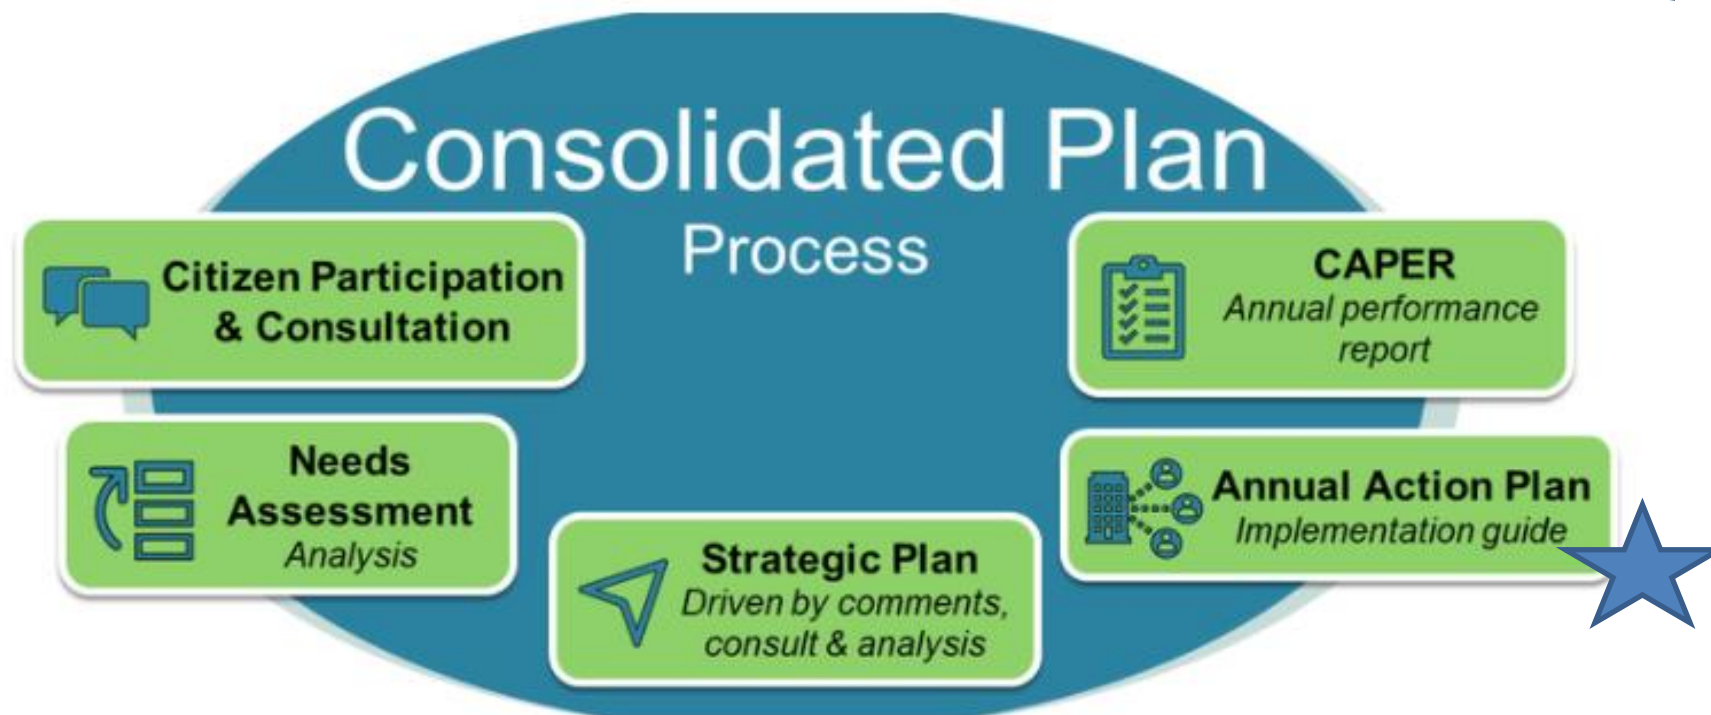 Consolidated Plan
Process
Citizen Participation
& Consultation
Needs
Assessment
Analysis
Strategic Plan
Driven by comments,
consult & analysis
Annual Action Plan
Implementation guide
CAPER
Annual performance
report